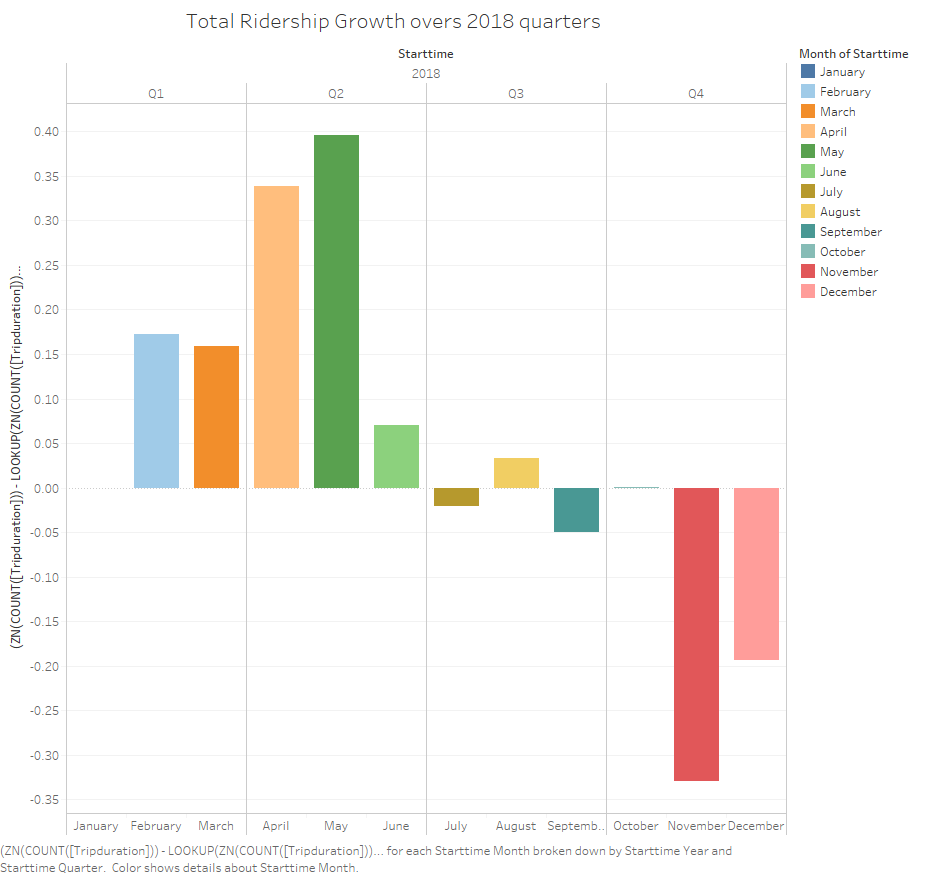 Total Ridership Growth overs 2018 quarters
Starttime
2018
Q1 Q2 Q3 Q4
0.40
0.35
0.30
0.25
0.20
0.15
0.10
0.05
0.00
-0.05
-0.10
-0.15
-0.20
-0.25
-0.30
-0.35
(ZN(COUNT([Tripduration])) - LOOKUP(ZN(COUNT([Tripduration]))...
January February March April May June July August Septemb.. October November December
Month of Starttime
January
February
March
April
May
June
July
August
September
October
November
December
(ZN(COUNT([Tripduration])) - LOOKUP(ZN(COUNT([Tripduration]))... for each Starttime Month broken down by Starttime Year and
Starttime Quarter. Color shows details about Starttime Month.